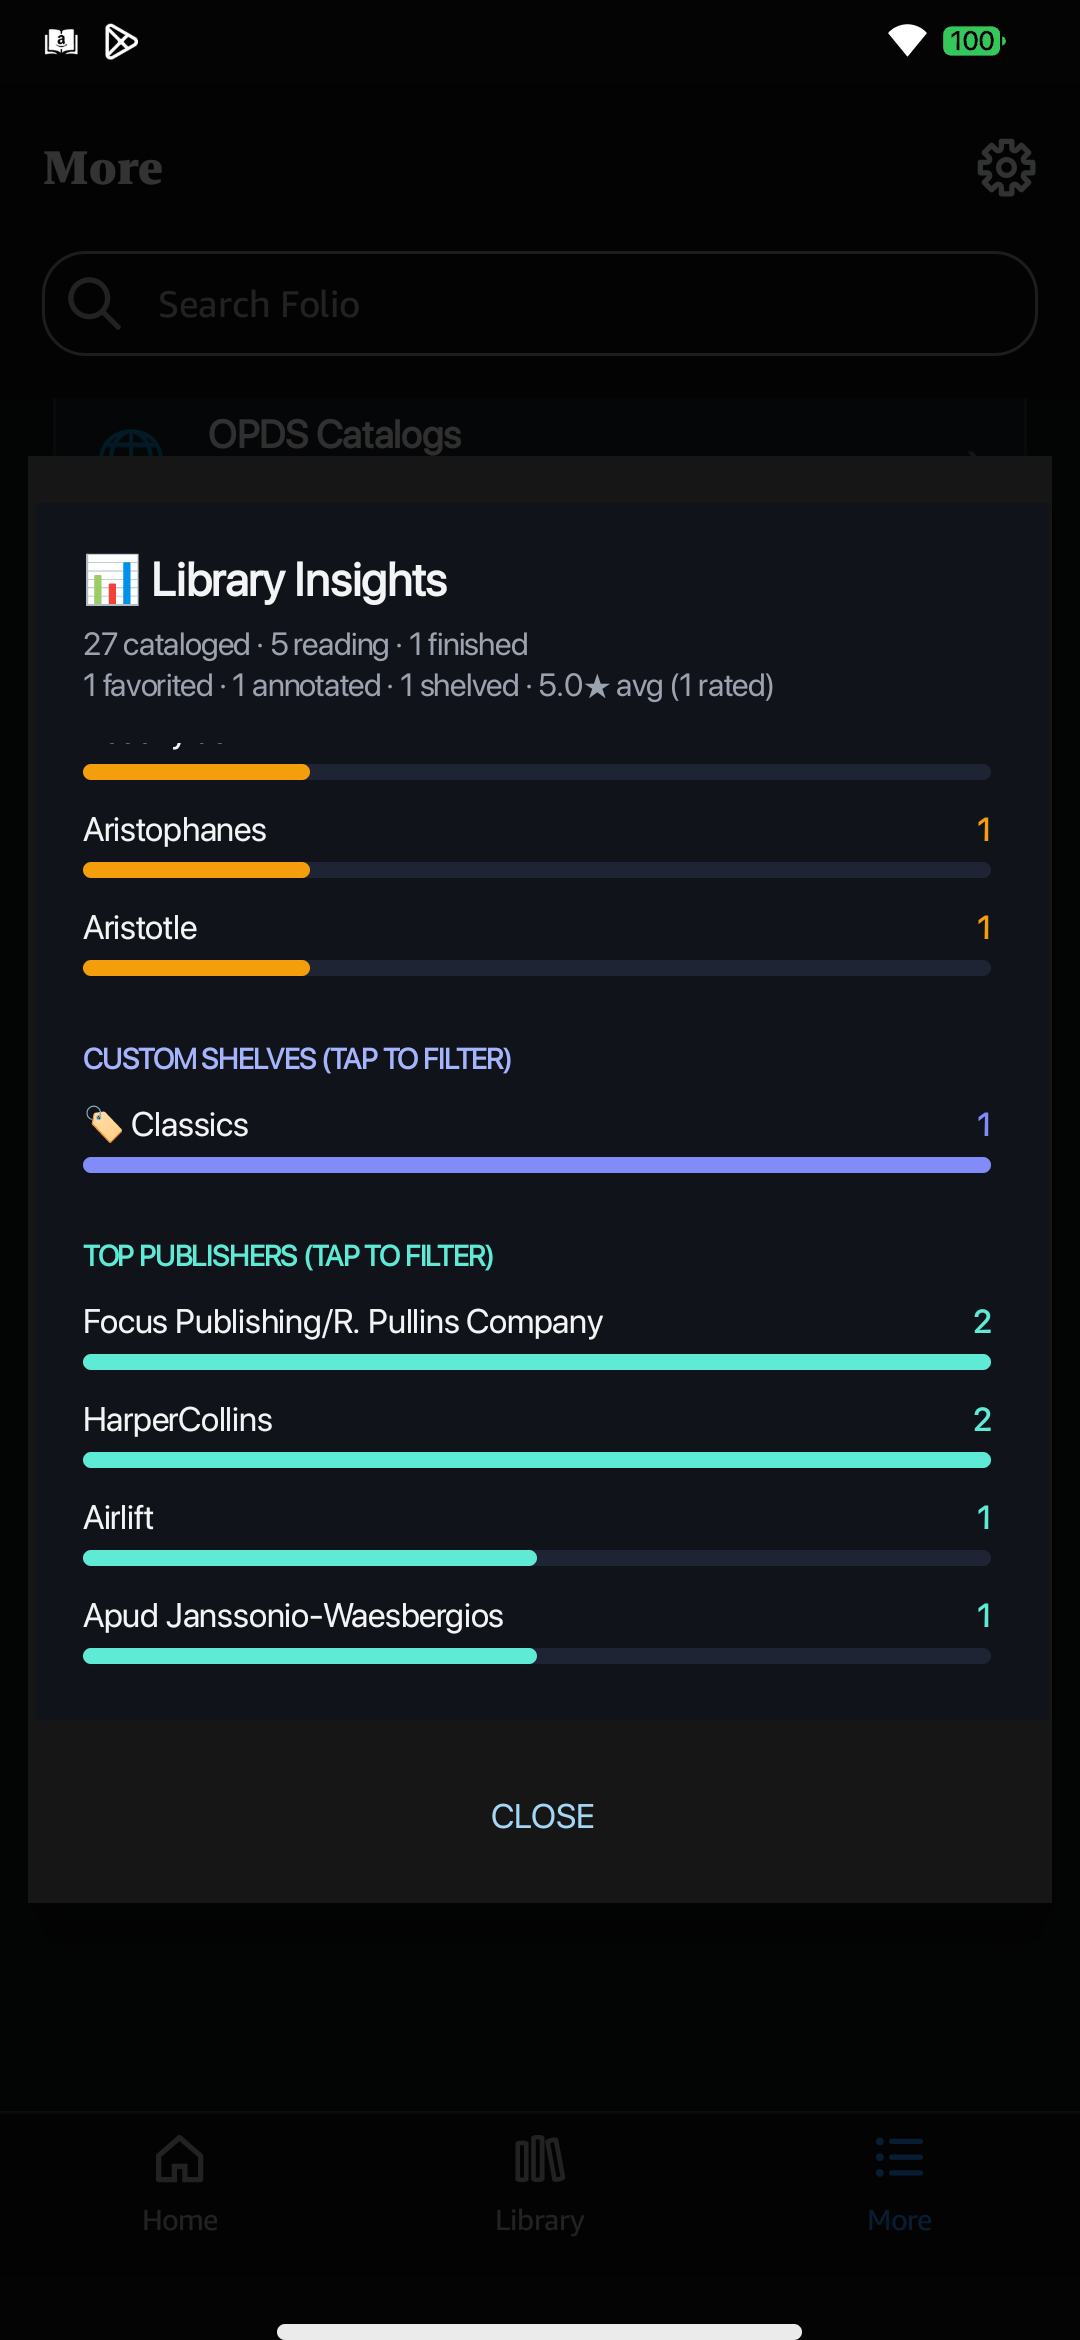 100
More
Search Folio
OPDS Catalogs
Library Insights
27 cataloged · 5 reading · 1 finished
1 favorited · 1 annotated · 1 shelved · 5.0★ avg (1 rated)
Aristophanes 1
Aristotle 1
CUSTOM SHELVES (TAP TO FILTER)
Classics 1
TOP PUBLISHERS (TAP TO FILTER)
Focus Publishing/R. Pullins Company 2
HarperCollins 2
Airlift 1
Apud Janssonio-Waesbergios 1
CLOSE
Home Library More